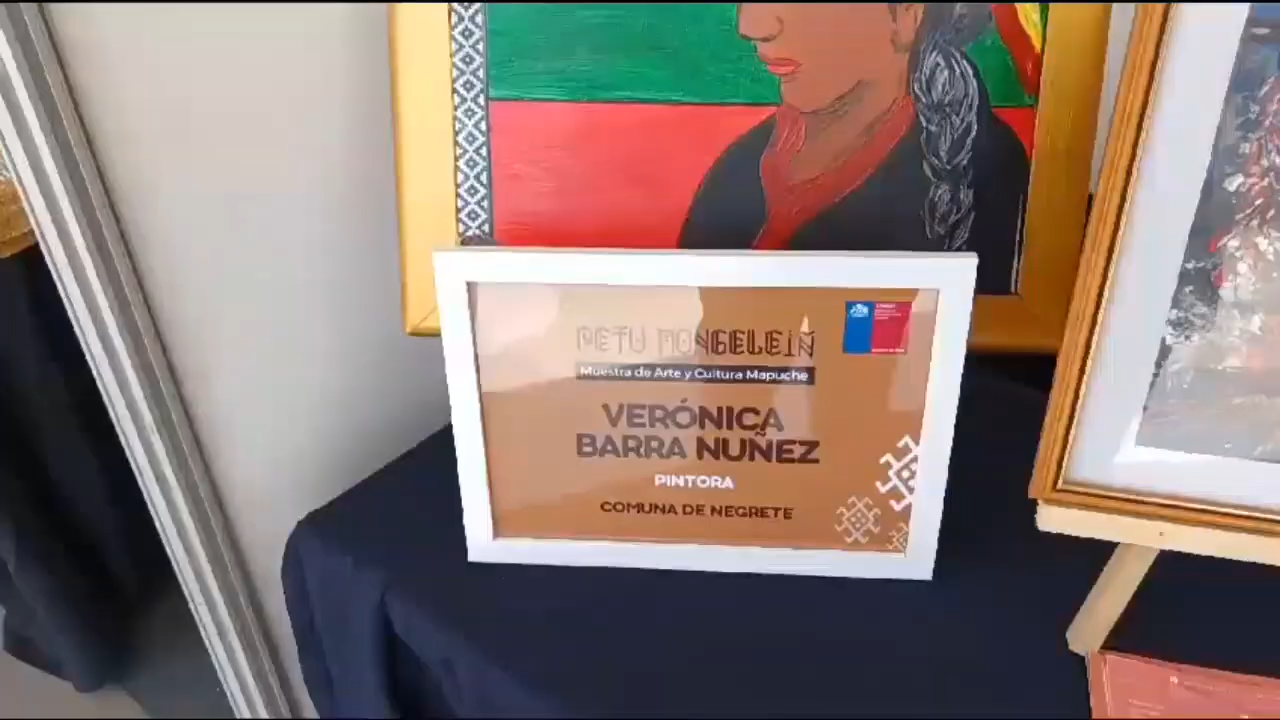 PETU MONGELEIÑ
Muestra de Arte y Cultura Mapuche
VERÓNICA
BARRA NUÑEZ
PINTORA
COMUNA DE NEGRETE